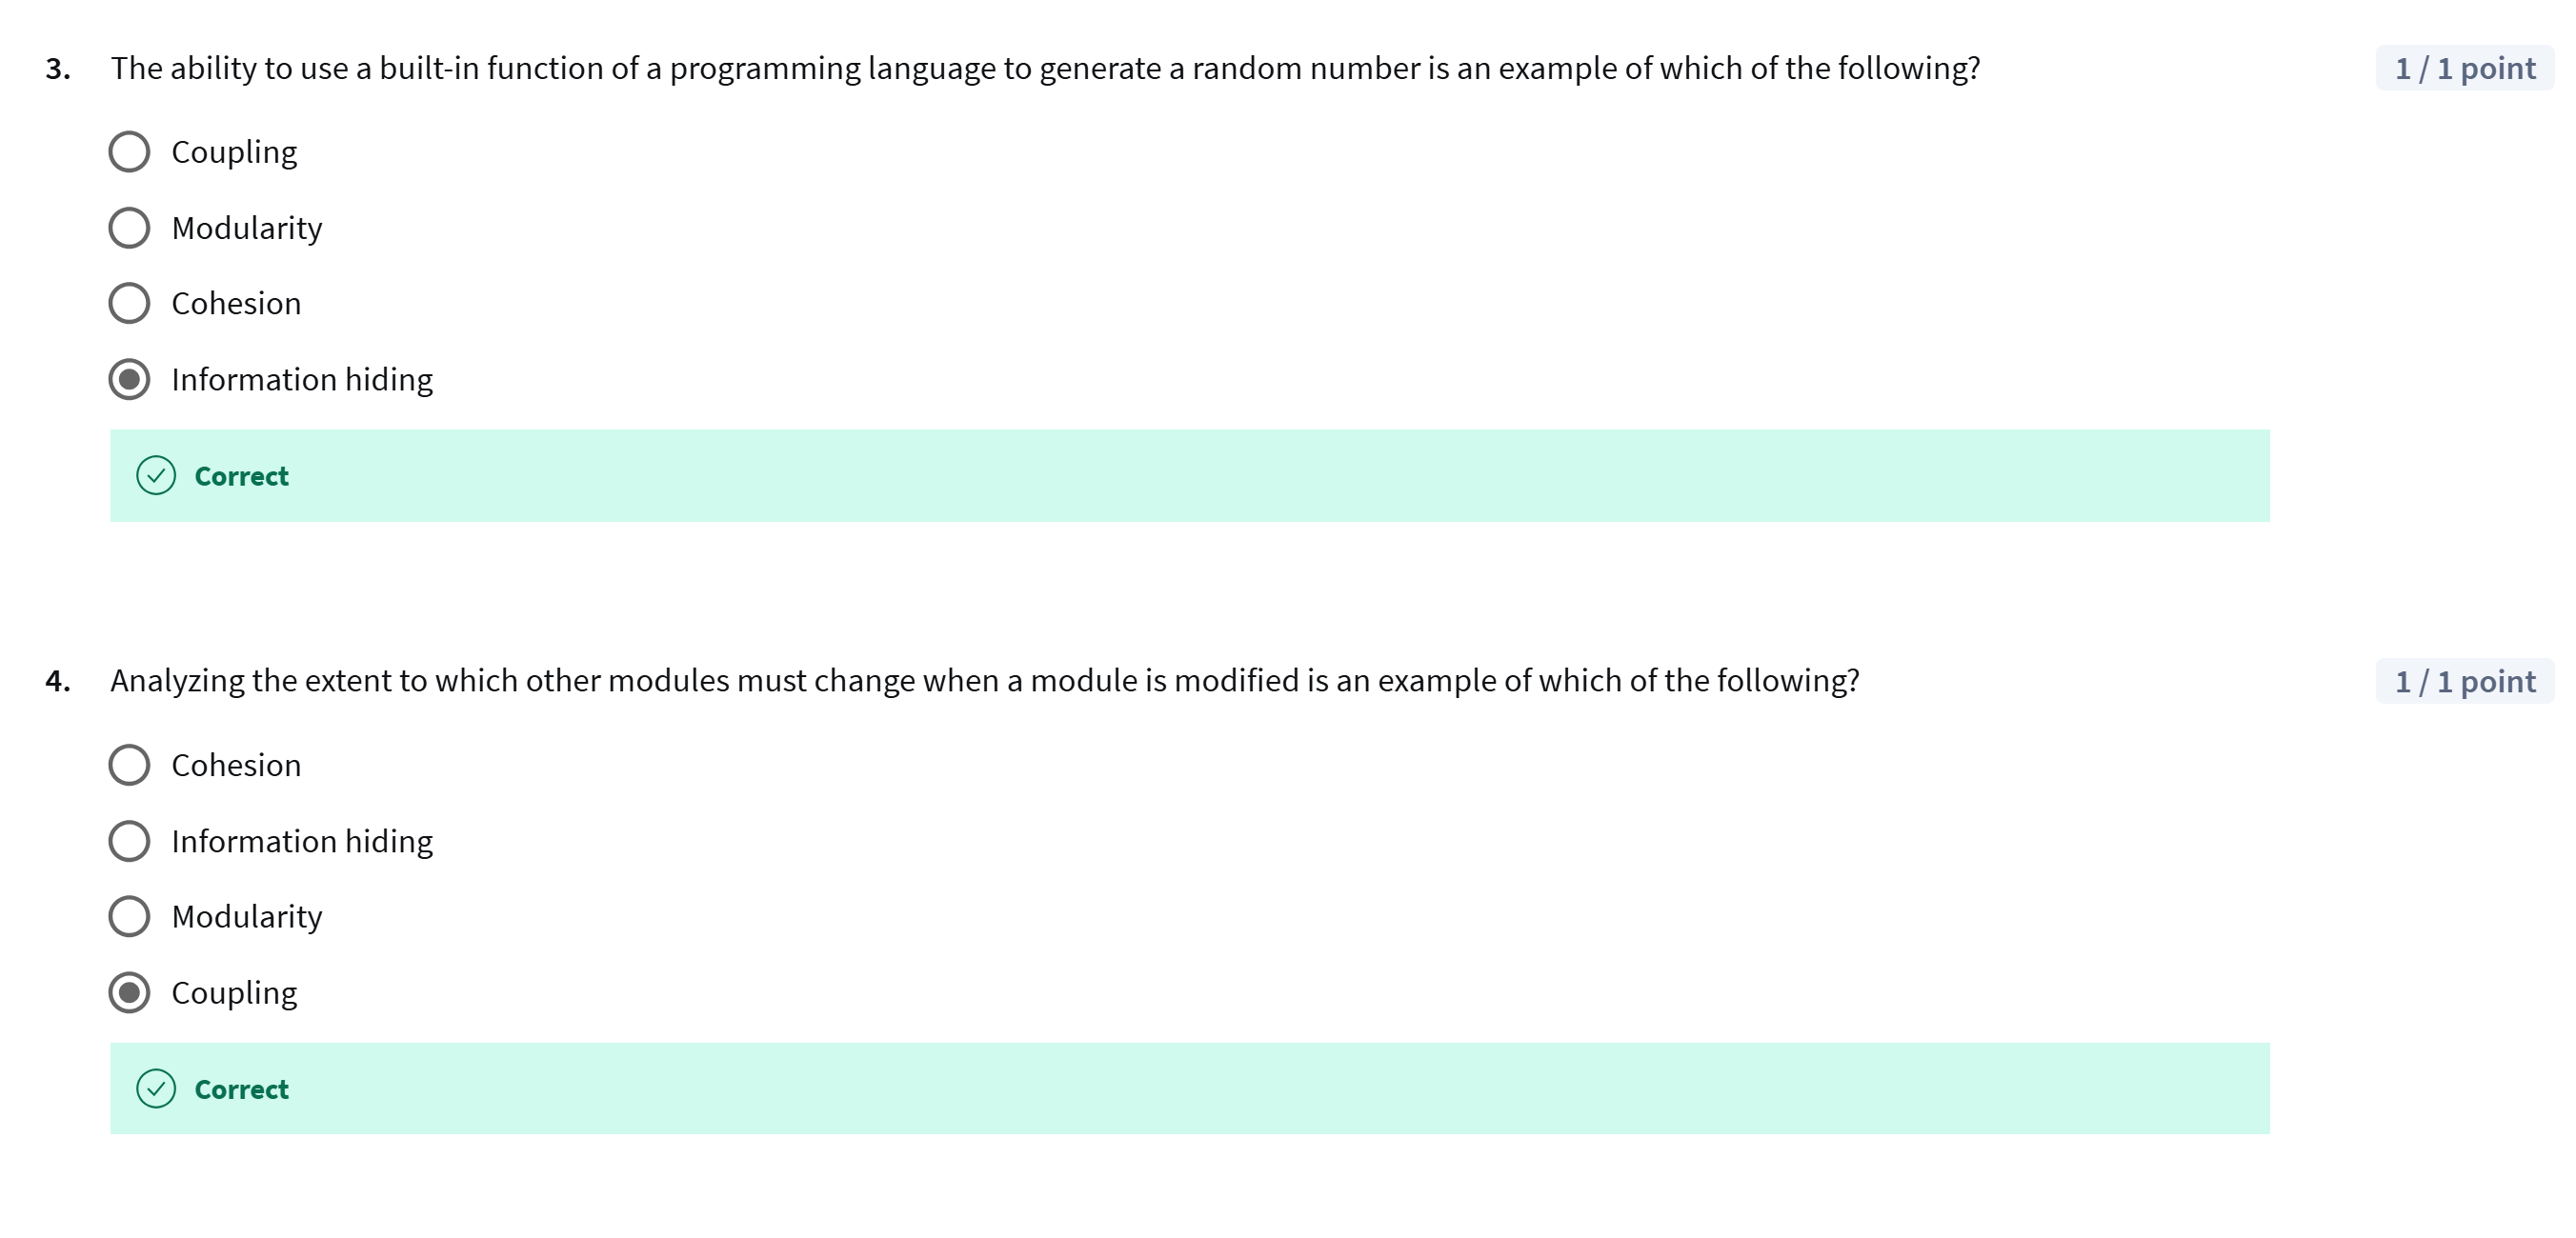 3. The ability to use a built-in function of a programming language to generate a random number is an example of which of the following? 1 / 1 point
Coupling
Modularity
Cohesion
Information hiding
Correct
4. Analyzing the extent to which other modules must change when a module is modified is an example of which of the following? 1 / 1 point
Cohesion
Information hiding
Modularity
Coupling
Correct